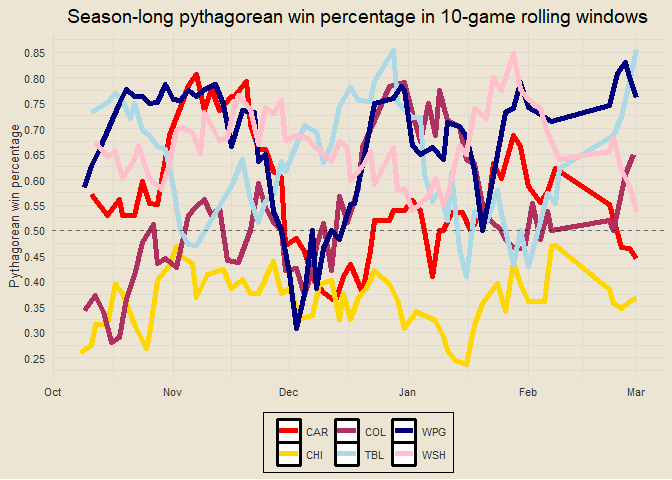 Season-long pythagorean win percentage in 10-game rolling windows
Pythagorean win percentage
0.85
0.80
0.75
0.70
0.65
0.60
0.55
0.50
0.45
0.40
0.35
0.30
0.25
Oct Nov Dec Jan Feb Mar
CAR COL WPG
CHI TBL WSH